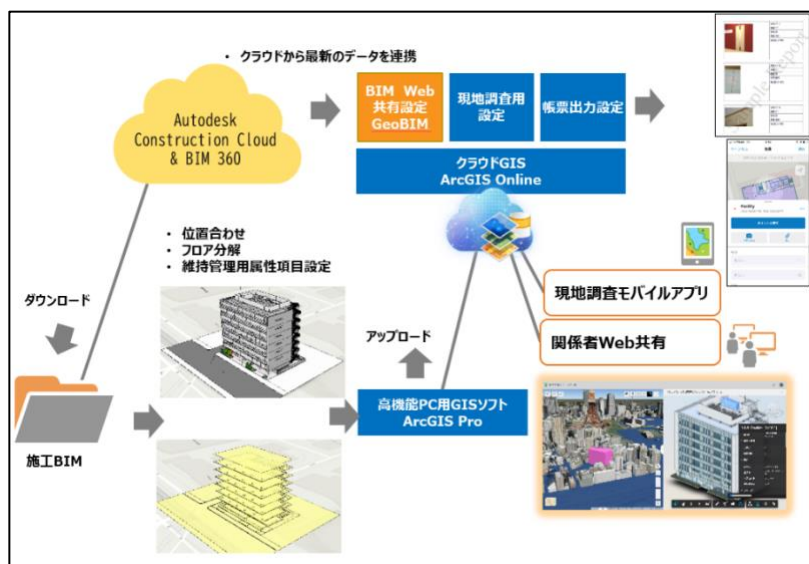 ・ クラウドから最新のデータを連携
Autodesk
Construction Cloud
& BIM 360
BIM Web
共有設定
GeoBIM
現地調査用
設定
帳票出力設定
クラウドGIS
ArcGIS Online
・ 位置合わせ
・ フロア分解
・ 維持管理用属性項目設定
ダウンロード
アップロード
現地調査モバイルアプリ
関係者Web共有
高機能PC用GISソフト
ArcGIS Pro
施工BIM